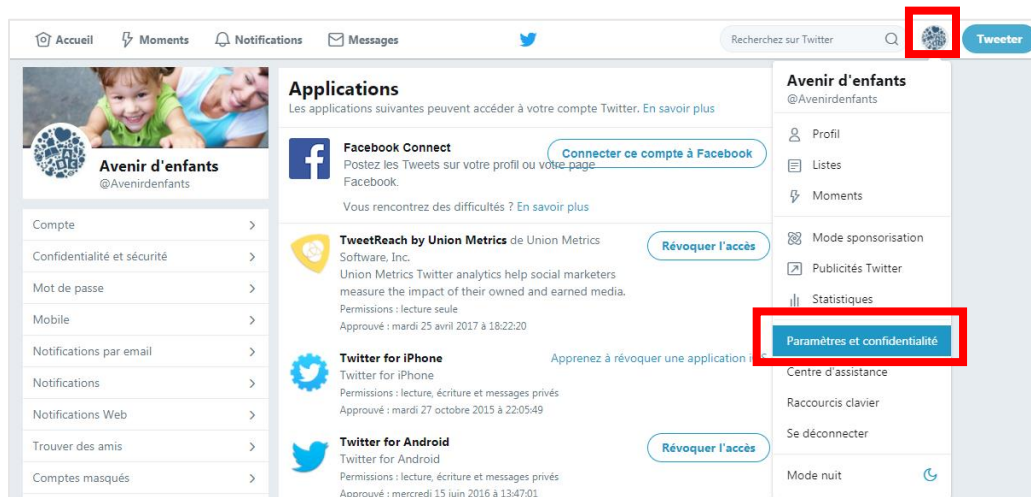 Accueil Moments Notifications Messages Recherchez sur Twitter Tweeter
Avenir d'enfants
@Avenirdenfants
Compte
Confidentialité et sécurité
Mot de passe
Mobile
Notifications par email
Notifications
Notifications Web
Trouver des amis
Comptes masqués
Applications
Les applications suivantes peuvent accéder à votre compte Twitter. En savoir plus
Facebook Connect
Connecter ce compte à Facebook
Postez les Tweets sur votre profil ou votre page
Facebook.
Vous rencontrez des difficultés ? En savoir plus
TweetReach by Union Metrics de Union Metrics
Software, Inc.
Révoquer l'accès
Union Metrics Twitter analytics help social marketers
measure the impact of their owned and earned media.
Permissions : lecture seule
Approuvé : mardi 25 avril 2017 à 18:22:20
Twitter for iPhone
Apprenez à révoquer une application
Twitter for iPhone
Permissions : lecture, écriture et messages privés
Approuvé : mardi 27 octobre 2015 à 22:05:49
Twitter for Android
Révoquer l'accès
Twitter for Android
Permissions : lecture, écriture et messages privés
Approuvé : mercredi 15 juin 2016 à 13:47:01
Avenir d'enfants
@Avenirdenfants
Profil
Listes
Moments
Mode sponsorisation
Publicités Twitter
Statistiques
Paramètres et confidentialité
Centre d'assistance
Raccourcis clavier
Se déconnecter
Mode nuit